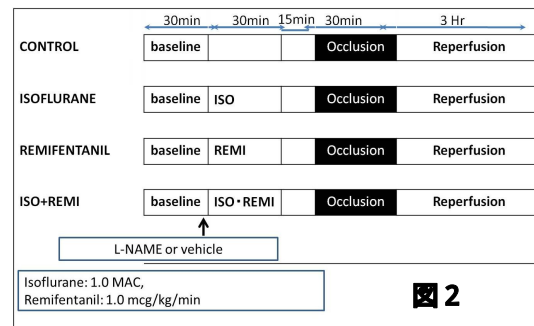 30min 30min 15min 30min 3 Hr
CONTROL baseline Occlusion Reperfusion
ISOFLURANE baseline ISO Occlusion Reperfusion
REMIFENTANIL baseline REMI Occlusion Reperfusion
ISO+REMI baseline ISO・REMI Occlusion Reperfusion
L-NAME or vehicle
Isoflurane: 1.0 MAC,
Remifentanil: 1.0 mcg/kg/min
図2